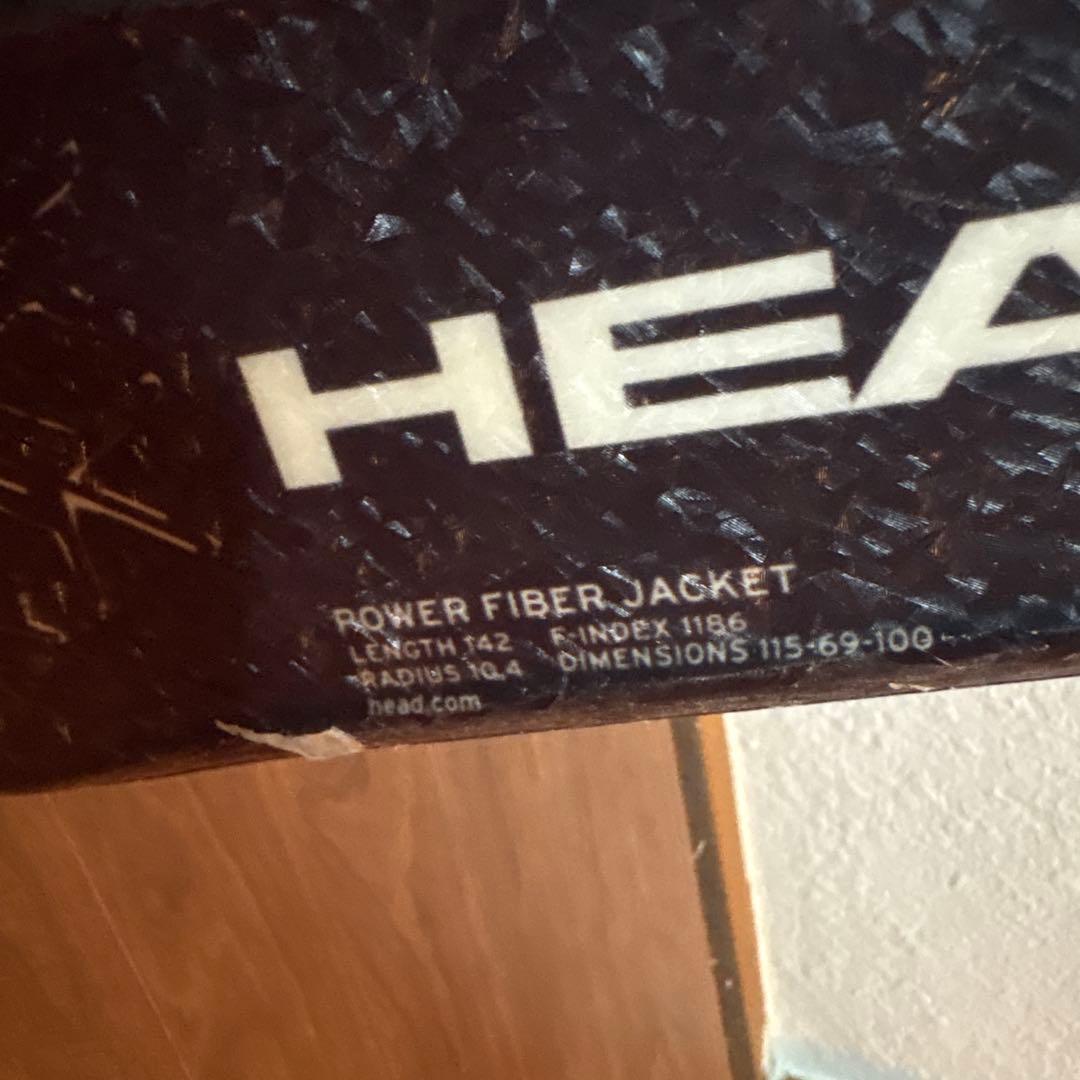 HEA
POWER FIBER JACKET
LENGTH 142 F-INDEX 1186
RADIUS 10.4 DIMENSIONS 115-69-100
head.com